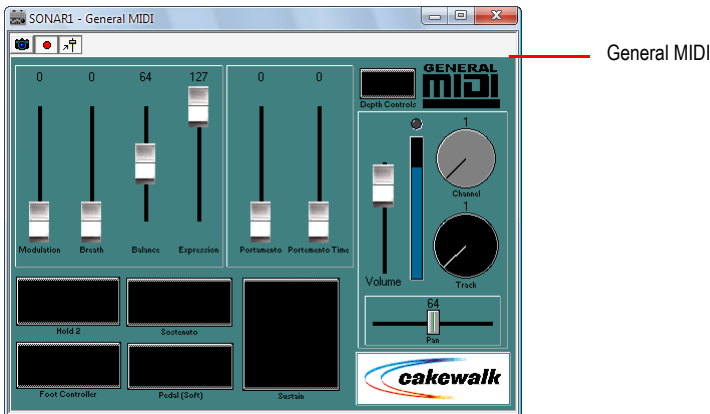 SONAR1 - General MIDI
General MIDI
0 0 64 127 0 0
GENERAL
MIDI
Depth Controls
1
Channel
1
Track
Modulation Breath Balance Expression Portamento Portemento Time
Volume
64
Pan
Hold 2 Sostenuto
Foot Controller Pedal (Soft) Sustain
cakewalk